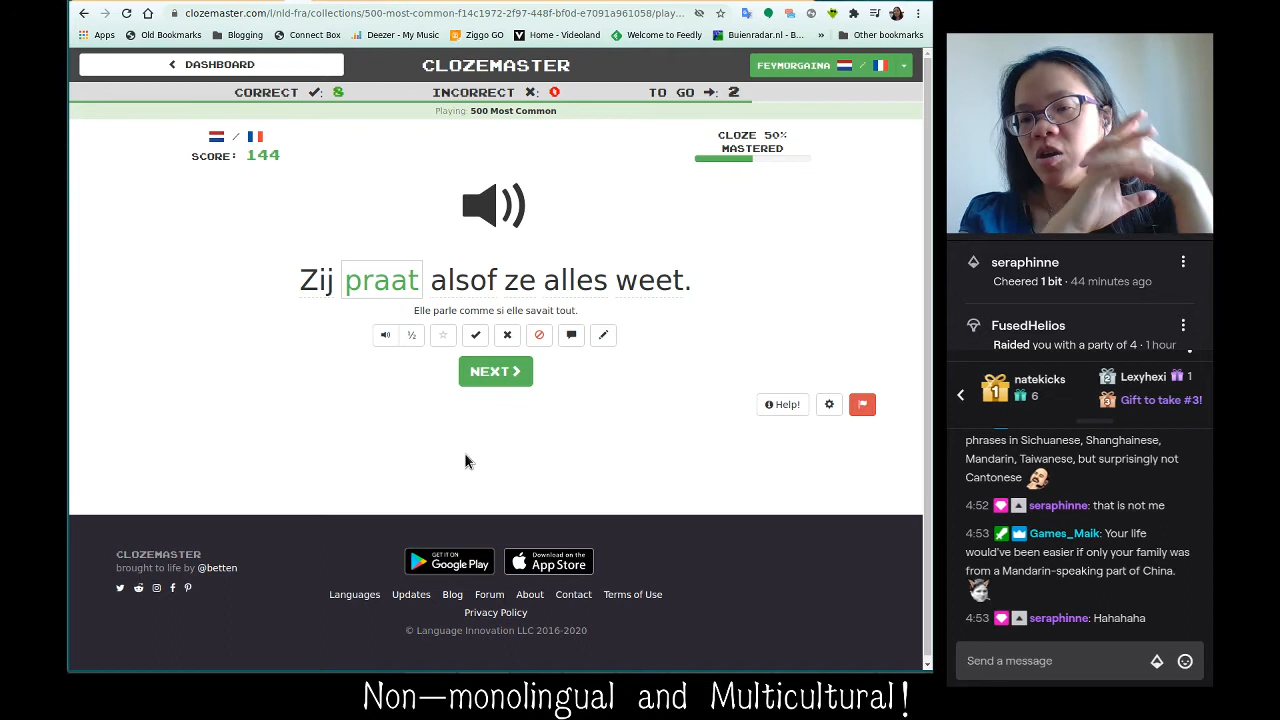 clozemaster.com/l/nld-fra/collections/500-most-common-f14c1972-2f97-448f-bf0d-e7091a961058/play...
Apps Old Bookmarks Blogging Connect Box Deezer - My Music Ziggo GO Home - Videoland Welcome to Feedly Buienradar.nl - B... » Other bookmarks
DASHBOARD
CLOZEMASTER
FEYMORGAINA /
CORRECT ✔: 8 INCORRECT ✖: 0 TO GO ➔: 2
Playing: 500 Most Common
/
SCORE: 144
CLOZE 50%
MASTERED
Zij praat alsof ze alles weet.
Elle parle comme si elle savait tout.
½
NEXT
Help!
CLOZEMASTER
brought to life by @betten
GET IT ON
Google Play
Download on the
App Store
Languages Updates Blog Forum About Contact Terms of Use
Privacy Policy
© Language Innovation LLC 2016-2020
seraphinne
Cheered 1 bit · 44 minutes ago
FusedHelios
Raided you with a party of 4 · 1 hour
natekicks
6
1
Lexyhexi 1
Gift to take #3!
phrases in Sichuanese, Shanghainese,
Mandarin, Taiwanese, but surprisingly not
Cantonese
4:52 seraphinne: that is not me
4:53 Games_Maik: Your life
would've been easier if only your family was
from a Mandarin-speaking part of China.
4:53 seraphinne: Hahahaha
Send a message
Non-monolingual and Multicultural!